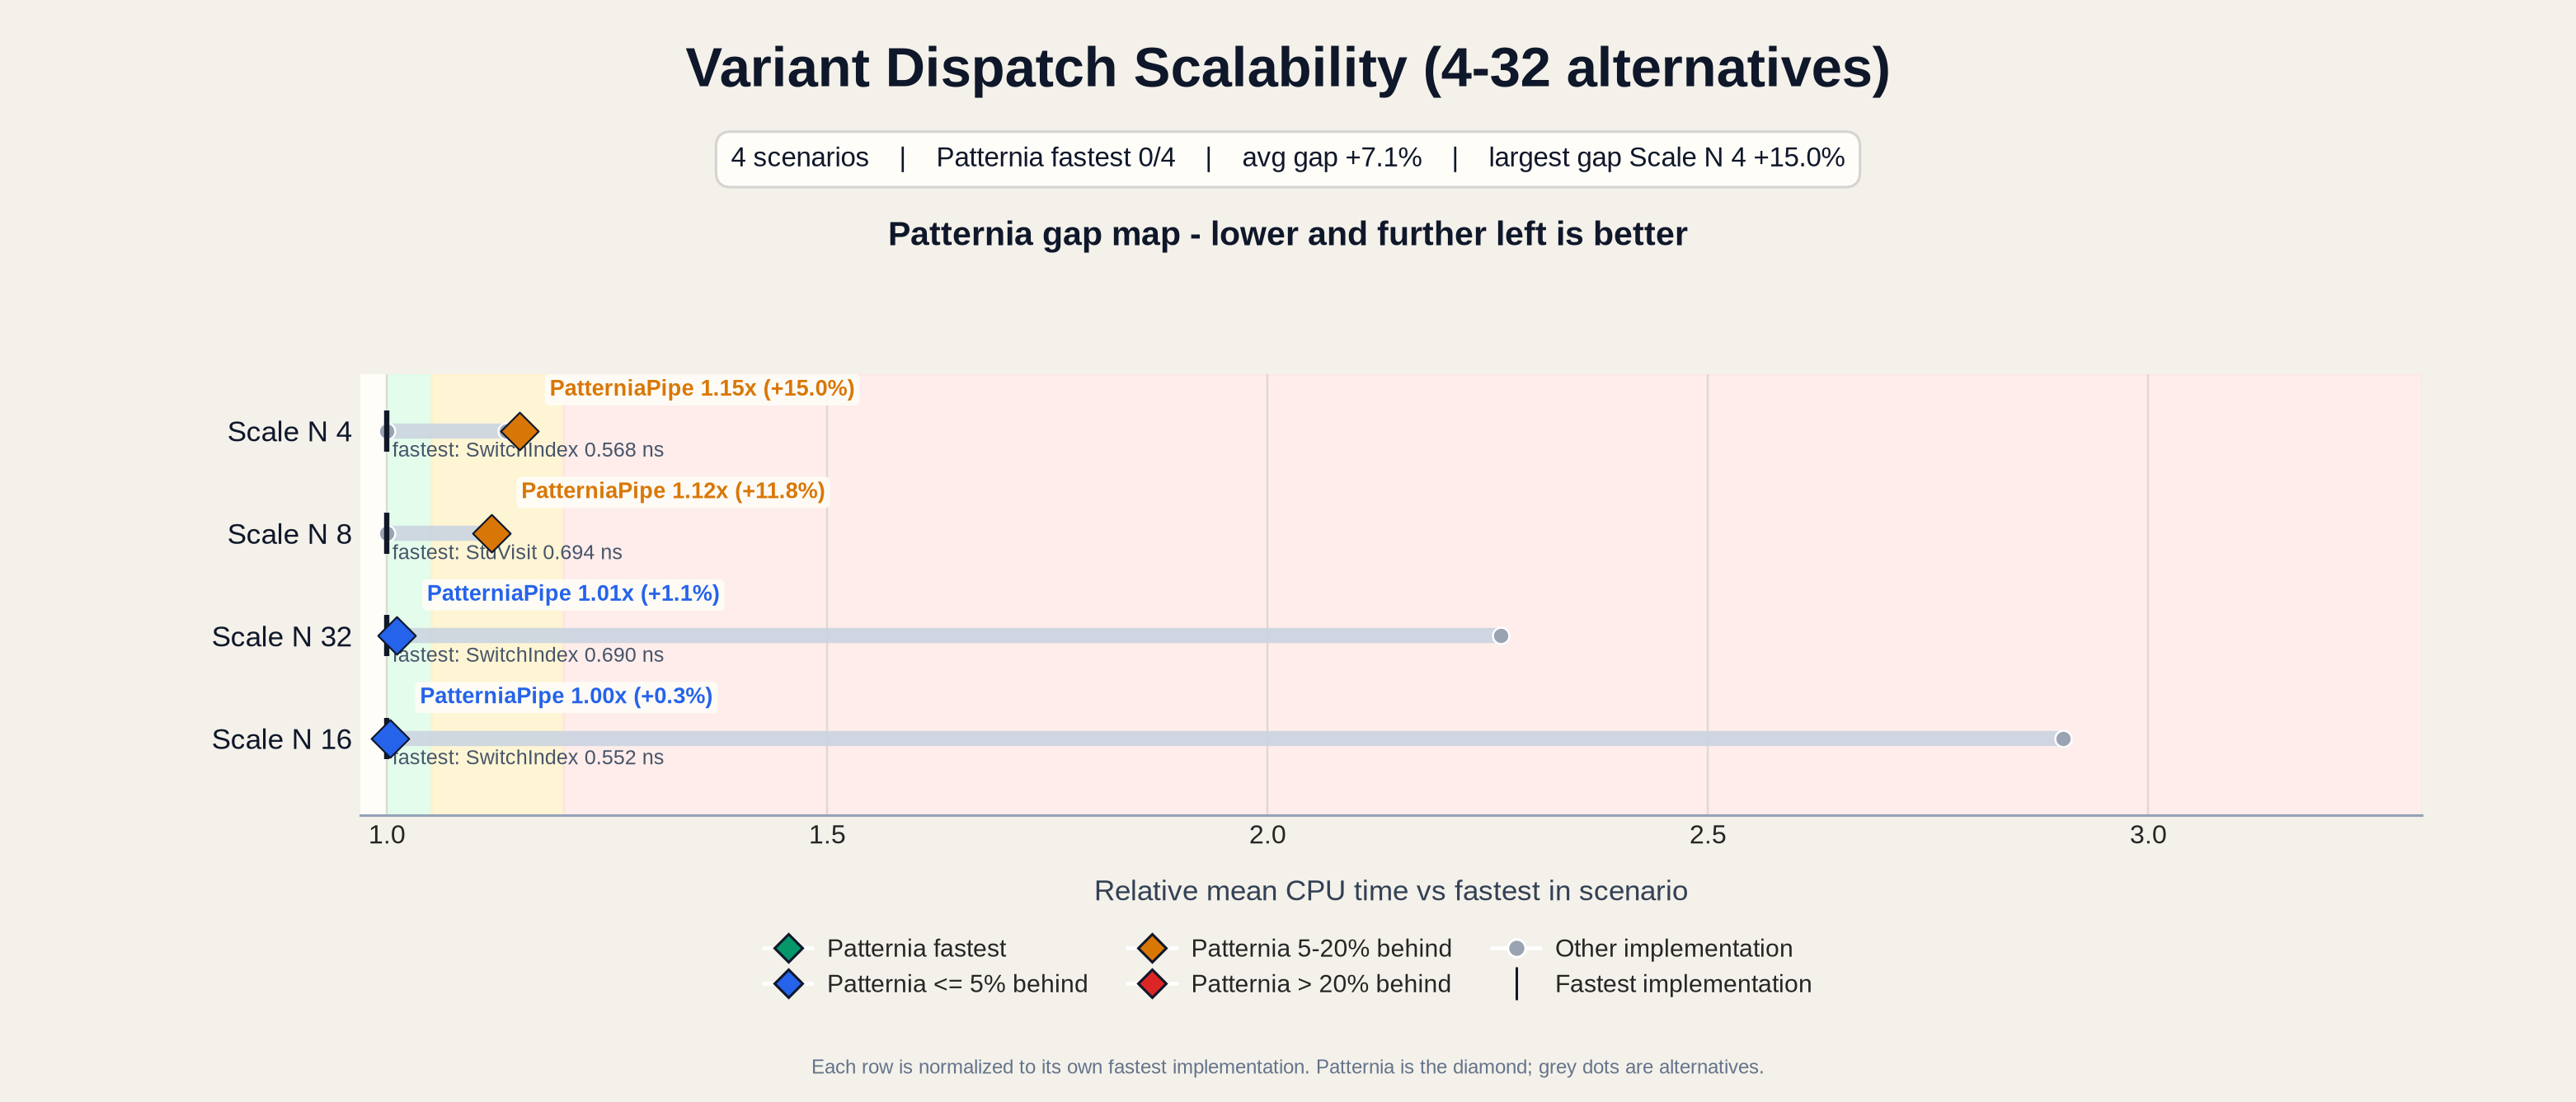 Variant Dispatch Scalability (4-32 alternatives)
4 scenarios | Patternia fastest 0/4 | avg gap +7.1% | largest gap Scale N 4 +15.0%
Patternia gap map - lower and further left is better
PatterniaPipe 1.15x (+15.0%)
Scale N 4
fastest: SwitchIndex 0.568 ns
PatterniaPipe 1.12x (+11.8%)
Scale N 8
fastest: StdVisit 0.694 ns
PatterniaPipe 1.01x (+1.1%)
Scale N 32
fastest: SwitchIndex 0.690 ns
PatterniaPipe 1.00x (+0.3%)
Scale N 16
fastest: SwitchIndex 0.552 ns
1.0 1.5 2.0 2.5 3.0
Relative mean CPU time vs fastest in scenario
Patternia fastest Patternia 5-20% behind Other implementation
Patternia <= 5% behind Patternia > 20% behind Fastest implementation
Each row is normalized to its own fastest implementation. Patternia is the diamond; grey dots are alternatives.